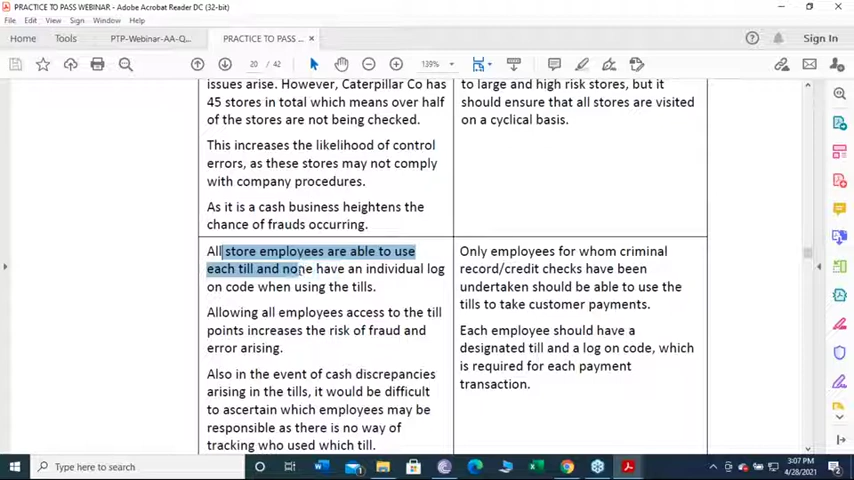 PRACTICE TO PASS WEBINAR - Adobe Acrobat Reader DC (32-bit)
File Edit View Sign Window Help
Home Tools PTP-Webinar-AA-Q... PRACTICE TO PASS ... × Sign In
20 / 42 139%
issues arise. However, Caterpillar Co has
45 stores in total which means over half
of the stores are not being checked.
This increases the likelihood of control
errors, as these stores may not comply
with company procedures.
As it is a cash business heightens the
chance of frauds occurring.
to large and high risk stores, but it
should ensure that all stores are visited
on a cyclical basis.
All store employees are able to use
each till and none have an individual log
on code when using the tills.
Allowing all employees access to the till
points increases the risk of fraud and
error arising.
Also in the event of cash discrepancies
arising in the tills, it would be difficult
to ascertain which employees may be
responsible as there is no way of
tracking who used which till.
Only employees for whom criminal
record/credit checks have been
undertaken should be able to use the
tills to take customer payments.
Each employee should have a
designated till and a log on code, which
is required for each payment
transaction.
Type here to search
3:07 PM
4/28/2021